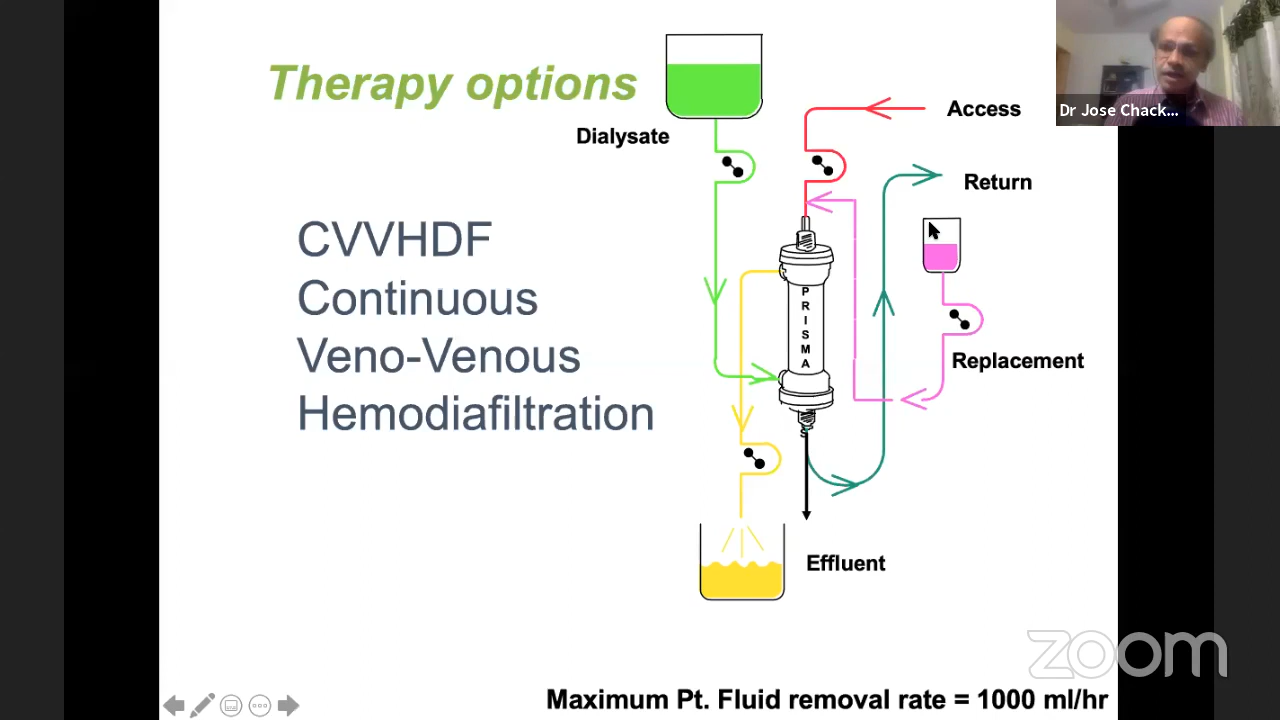 Therapy options
Dialysate
Access
Dr Jose Chack...
Return
CVVHDF
Continuous
Veno-Venous
Hemodiafiltration
PRISMA
Replacement
Effluent
zoom
Maximum Pt. Fluid removal rate = 1000 ml/hr